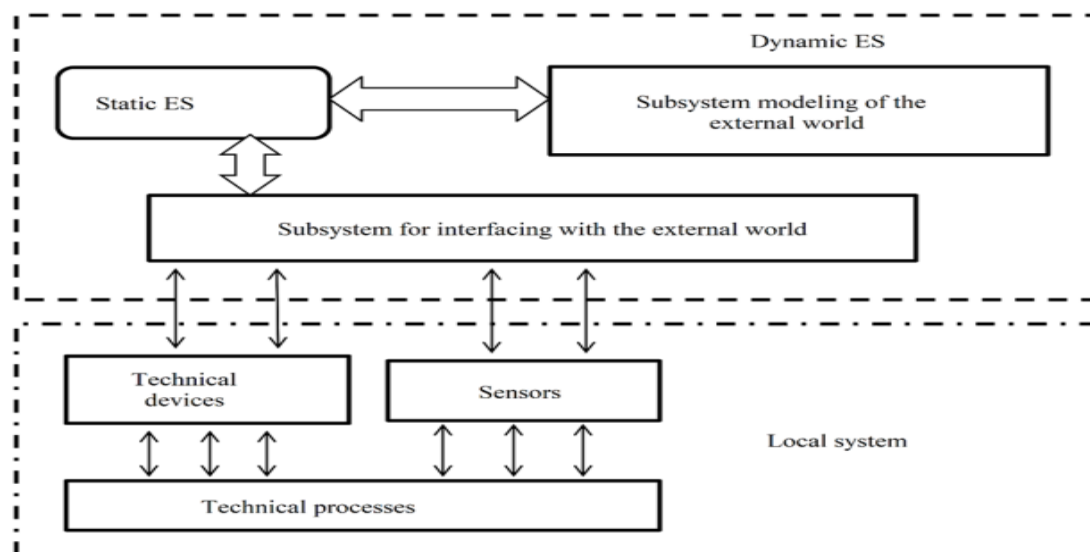 Dynamic ES
Static ES
Subsystem modeling of the
external world
Subsystem for interfacing with the external world
Technical
devices
Sensors
Local system
Technical processes